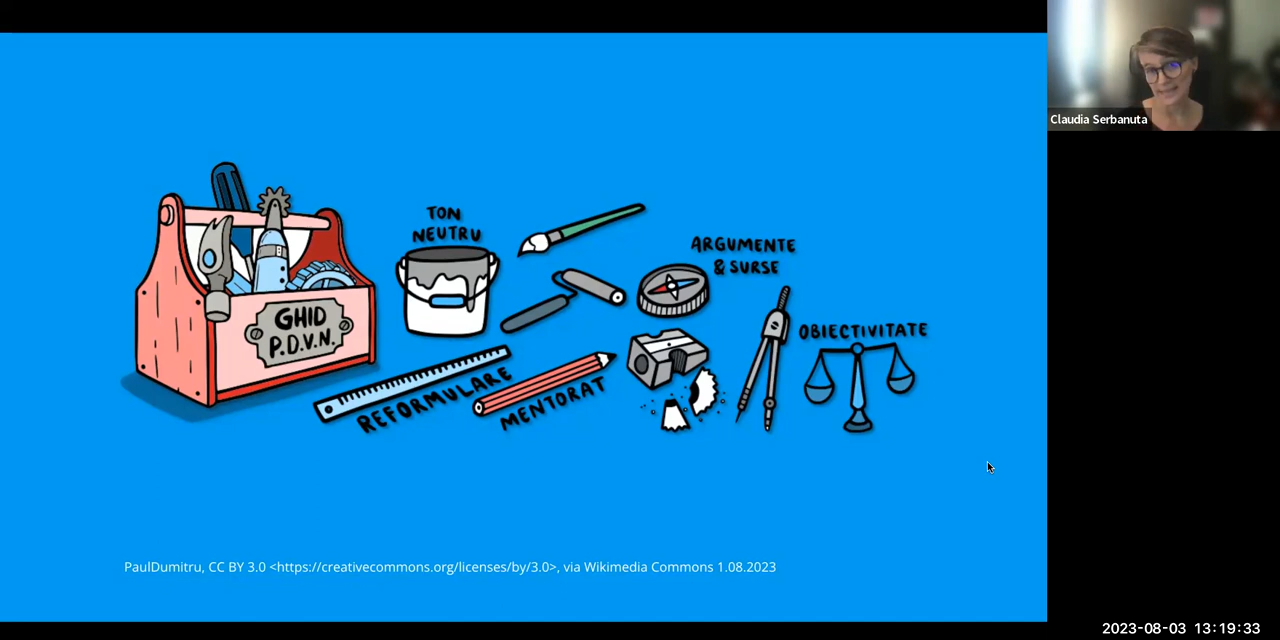 Claudia Serbanuta
GHID
P.D.V.N.
TON
NEUTRU
ARGUMENTE
& SURSE
OBIECTIVITATE
REFORMULARE
MENTORAT
PaulDumitru, CC BY 3.0 <https://creativecommons.org/licenses/by/3.0>, via Wikimedia Commons 1.08.2023
2023-08-03 13:19:33